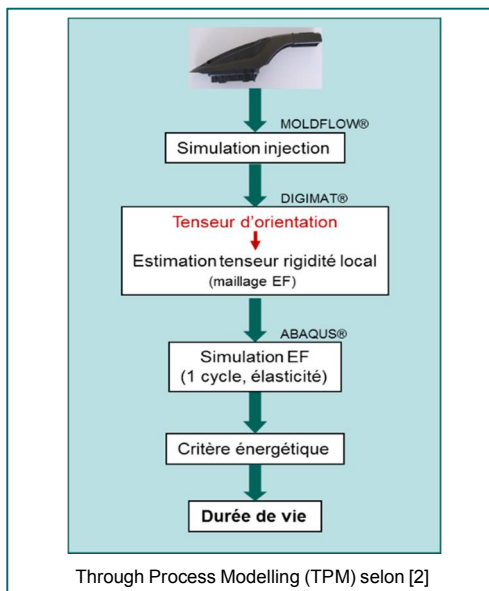 MOLDFLOW®
Simulation injection
DIGIMAT®
Tenseur d'orientation
Estimation tenseur rigidité local
(maillage EF)
ABAQUS®
Simulation EF
(1 cycle, élasticité)
Critère énergétique
Durée de vie
Through Process Modelling (TPM) selon [2]